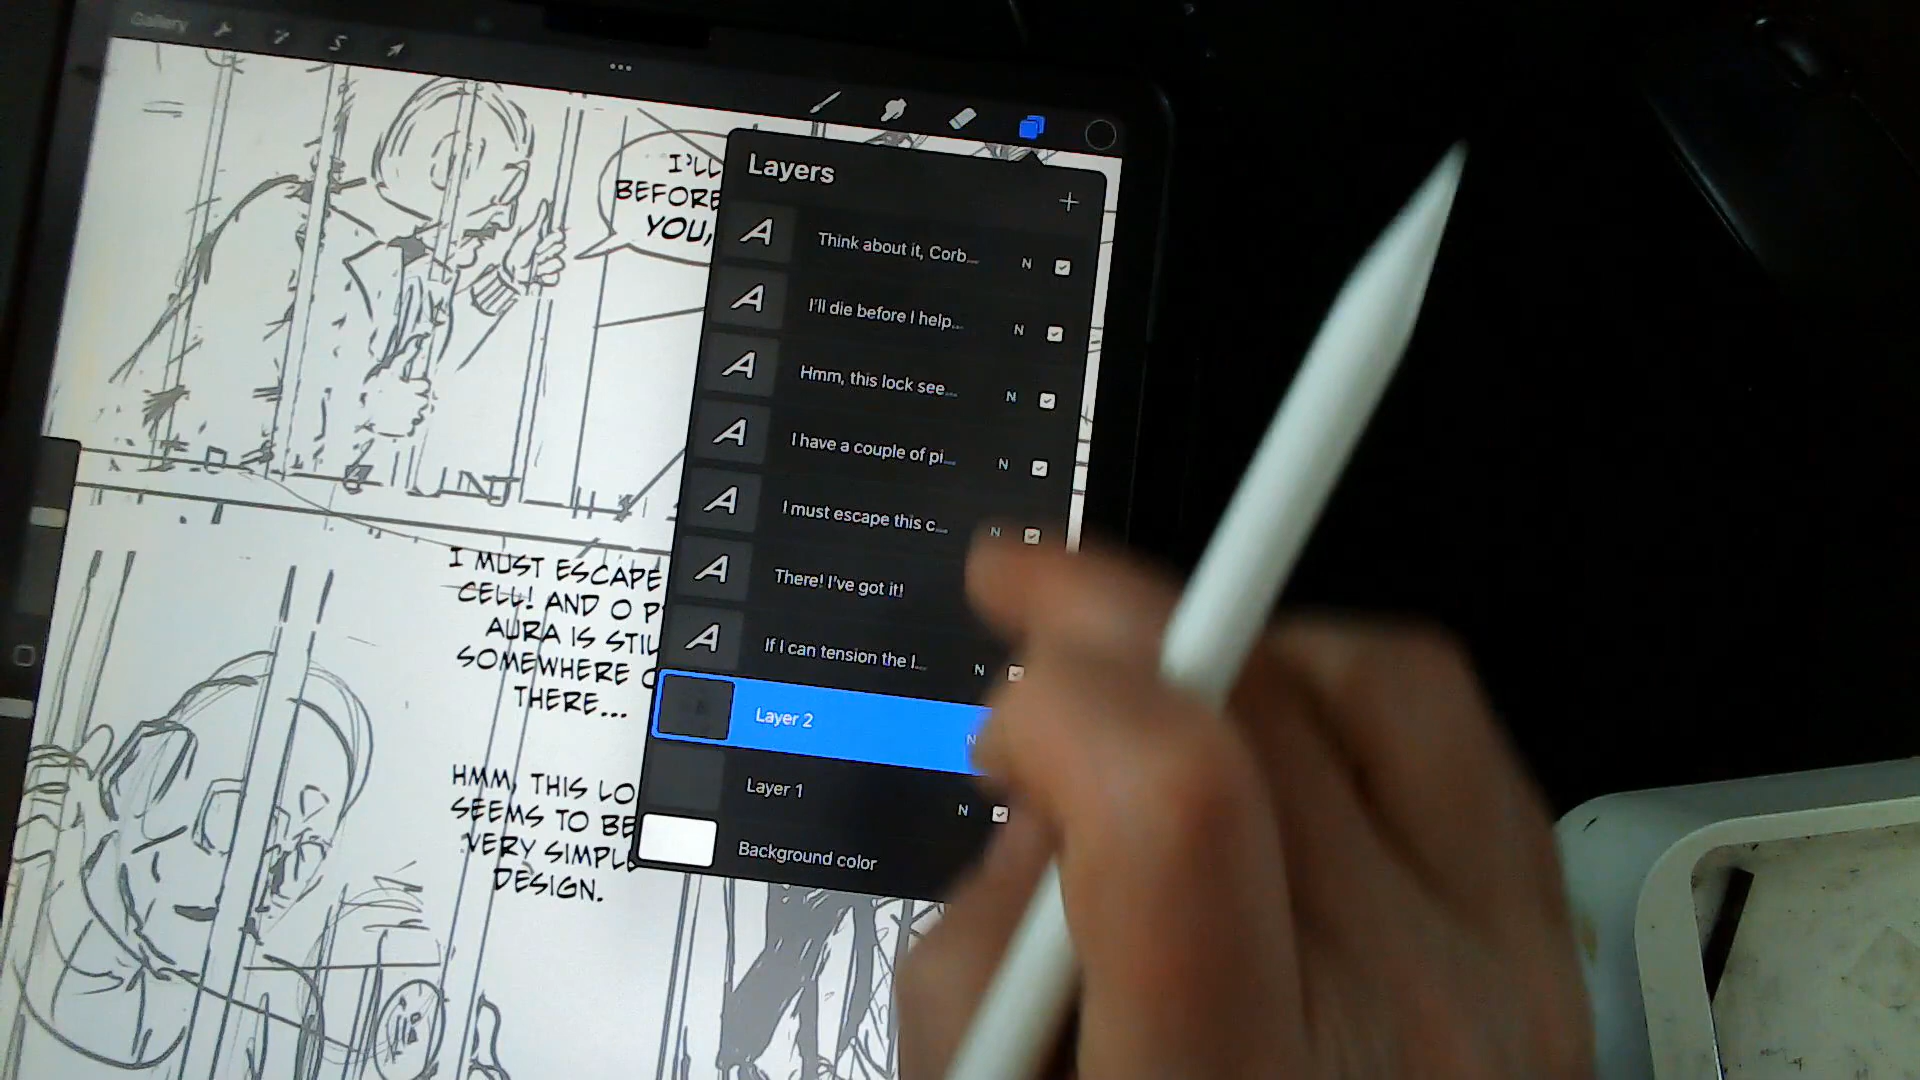 Gallery
I'LL
BEFORE
YOU,
I MUST ESCAPE
CELL! AND O P
AURA IS STIL
SOMEWHERE
THERE...
HMM, THIS LO
SEEMS TO BE
VERY SIMPLE
DESIGN.
Layers
Think about it, Corb... N
I'll die before I help... N
Hmm, this lock see... N
I have a couple of pi... N
I must escape this c... N
There! I've got it!
If I can tension the l... N
Layer 2 N
Layer 1 N
Background color